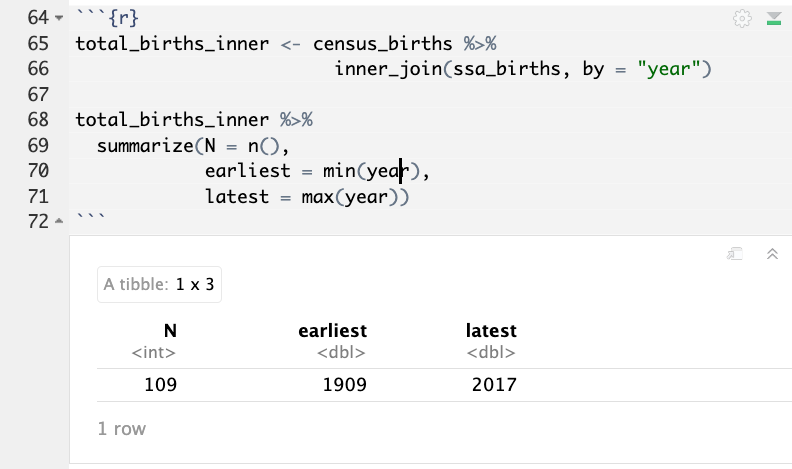 64 ```{r}
65 total_births_inner <- census_births %>%
66                         inner_join(ssa_births, by = "year")
67
68 total_births_inner %>%
69   summarize(N = n(),
70             earliest = min(year),
71             latest = max(year))
72 ```
A tibble: 1 x 3
N earliest latest
<int> <dbl> <dbl>
109 1909 2017
1 row